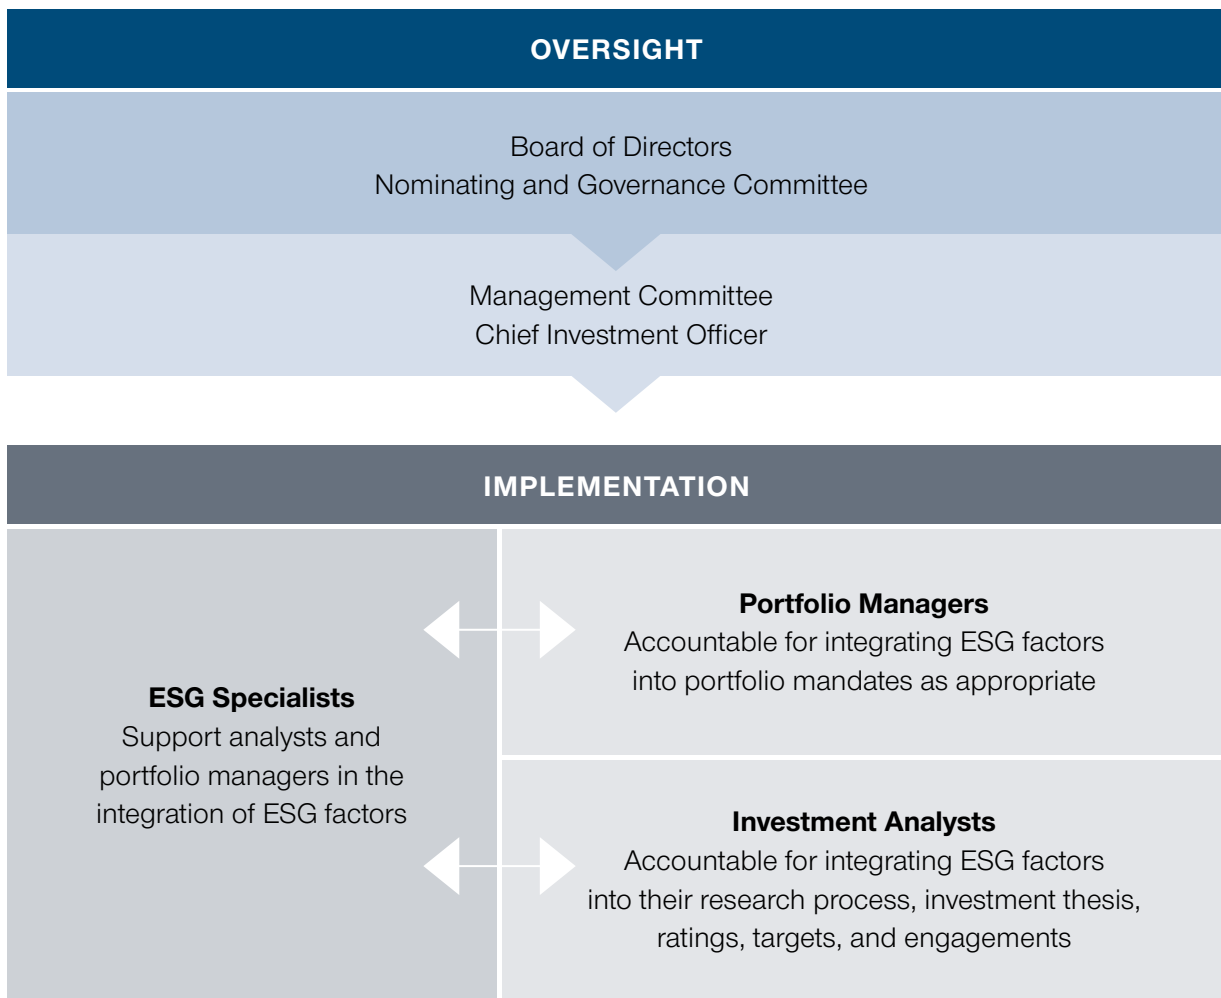 OVERSIGHT
Board of Directors
Nominating and Governance Committee
Management Committee
Chief Investment Officer
IMPLEMENTATION
ESG Specialists
Support analysts and
portfolio managers in the
integration of ESG factors
Portfolio Managers
Accountable for integrating ESG factors
into portfolio mandates as appropriate
Investment Analysts
Accountable for integrating ESG factors
into their research process, investment thesis,
ratings, targets, and engagements